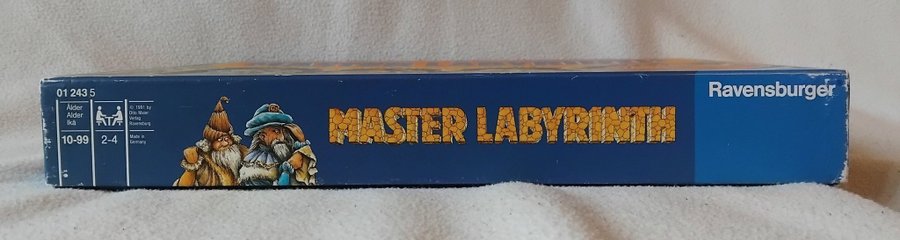 01 243 5
Ålder
Alder
Ikä
10-99
2-4
© 1991 by
Otto Maier
Verlag
Ravensburg
Made in
Germany
MASTER LABYRINTH
Ravensburger